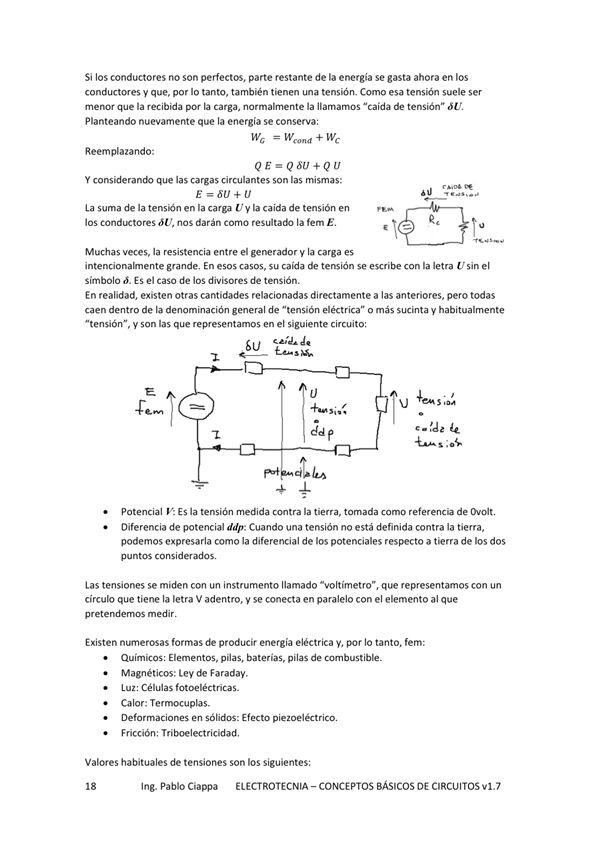 Si los conductores no son perfectos, parte restante de la energía se gasta ahora en los
conductores y que, por lo tanto, también tienen una tensión. Como esa tensión suele ser
menor que la recibida por la carga, normalmente la llamamos “caída de tensión” δU.
Planteando nuevamente que la energía se conserva:
W_G = W_cond + W_C
Reemplazando:
Q E = Q δU + Q U
Y considerando que las cargas circulantes son las mismas:
E = δU + U
La suma de la tensión en la carga U y la caída de tensión en
los conductores δU, nos darán como resultado la fem E.
δU CAIDA DE
TENSION
FEM
Rc
E
U
TENSION
Muchas veces, la resistencia entre el generador y la carga es
intencionalmente grande. En esos casos, su caída de tensión se escribe con la letra U sin el
símbolo δ. Es el caso de los divisores de tensión.
En realidad, existen otras cantidades relacionadas directamente a las anteriores, pero todas
caen dentro de la denominación general de “tensión eléctrica” o más sucinta y habitualmente
“tensión”, y son las que representamos en el siguiente circuito:
δU caída de
tensión
I
E
Fem
U
tensión
o
ddp
U tensión
o
caída de
tensión
I
potenciales
• Potencial V: Es la tensión medida contra la tierra, tomada como referencia de 0volt.
• Diferencia de potencial ddp: Cuando una tensión no está definida contra la tierra,
podemos expresarla como la diferencial de los potenciales respecto a tierra de los dos
puntos considerados.
Las tensiones se miden con un instrumento llamado “voltímetro”, que representamos con un
círculo que tiene la letra V adentro, y se conecta en paralelo con el elemento al que
pretendemos medir.
Existen numerosas formas de producir energía eléctrica y, por lo tanto, fem:
• Químicos: Elementos, pilas, baterías, pilas de combustible.
• Magnéticos: Ley de Faraday.
• Luz: Células fotoeléctricas.
• Calor: Termocuplas.
• Deformaciones en sólidos: Efecto piezoeléctrico.
• Fricción: Triboelectricidad.
Valores habituales de tensiones son los siguientes:
18 Ing. Pablo Ciappa ELECTROTECNIA – CONCEPTOS BÁSICOS DE CIRCUITOS v1.7